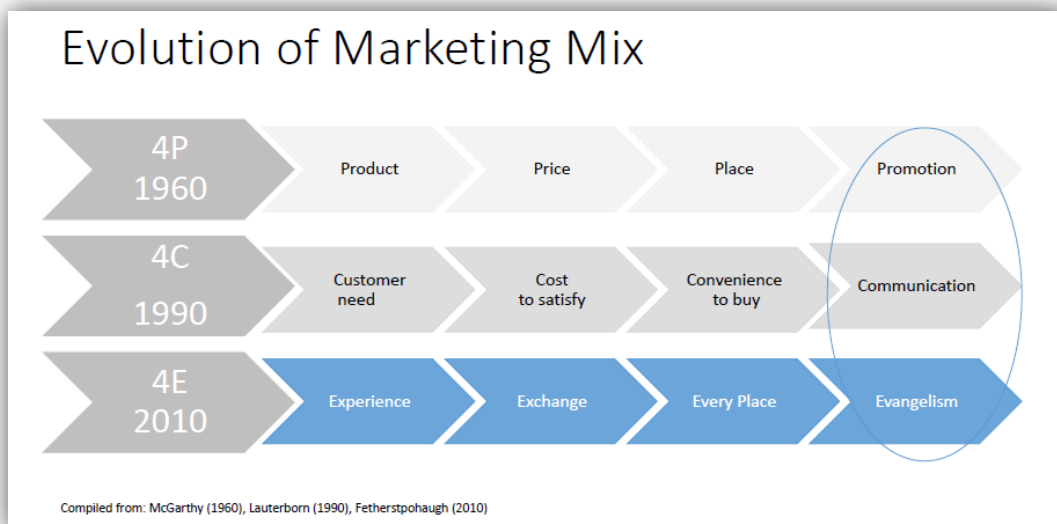 Evolution of Marketing Mix
4P
1960
Product
Price
Place
Promotion
4C
1990
Customer
need
Cost
to satisfy
Convenience
to buy
Communication
4E
2010
Experience
Exchange
Every Place
Evangelism
Compiled from: McGarthy (1960), Lauterborn (1990), Fetherstpohaugh (2010)